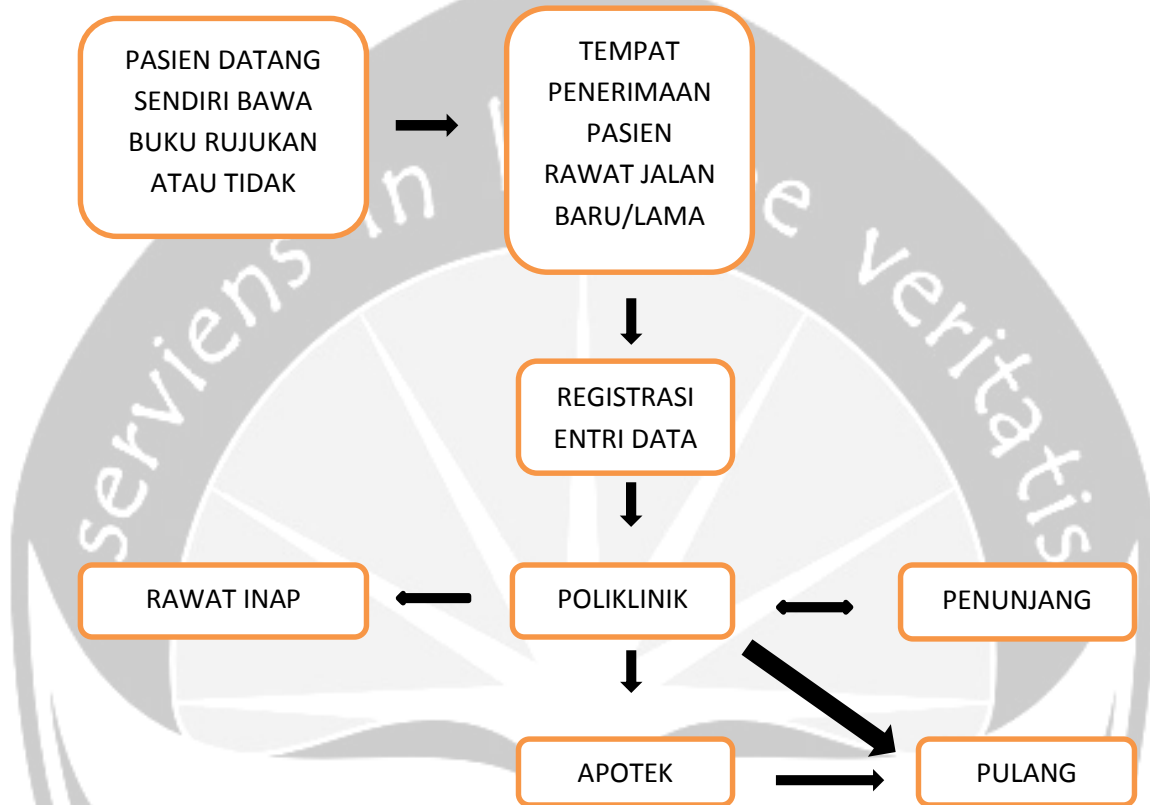 PASIEN DATANG
SENDIRI BAWA
BUKU RUJUKAN
ATAU TIDAK
TEMPAT
PENERIMAAN
PASIEN
RAWAT JALAN
BARU/LAMA
serviens in
e veritatis
REGISTRASI
ENTRI DATA
RAWAT INAP
POLIKLINIK
PENUNJANG
APOTEK
PULANG